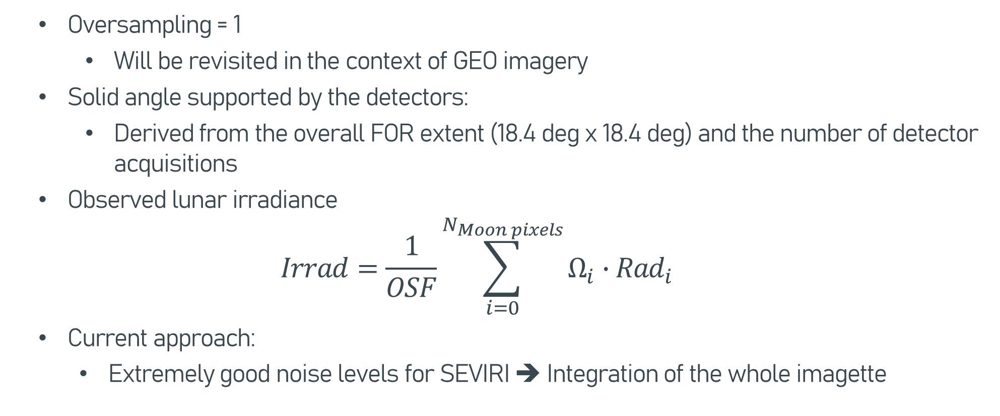 • Oversampling = 1
• Will be revisited in the context of GEO imagery
• Solid angle supported by the detectors:
• Derived from the overall FOR extent (18.4 deg x 18.4 deg) and the number of detector
acquisitions
• Observed lunar irradiance
Irrad = \frac{1}{OSF} \sum_{i=0}^{N_{Moon pixels}} Ω_i · Rad_i
• Current approach:
• Extremely good noise levels for SEVIRI ➔ Integration of the whole imagette